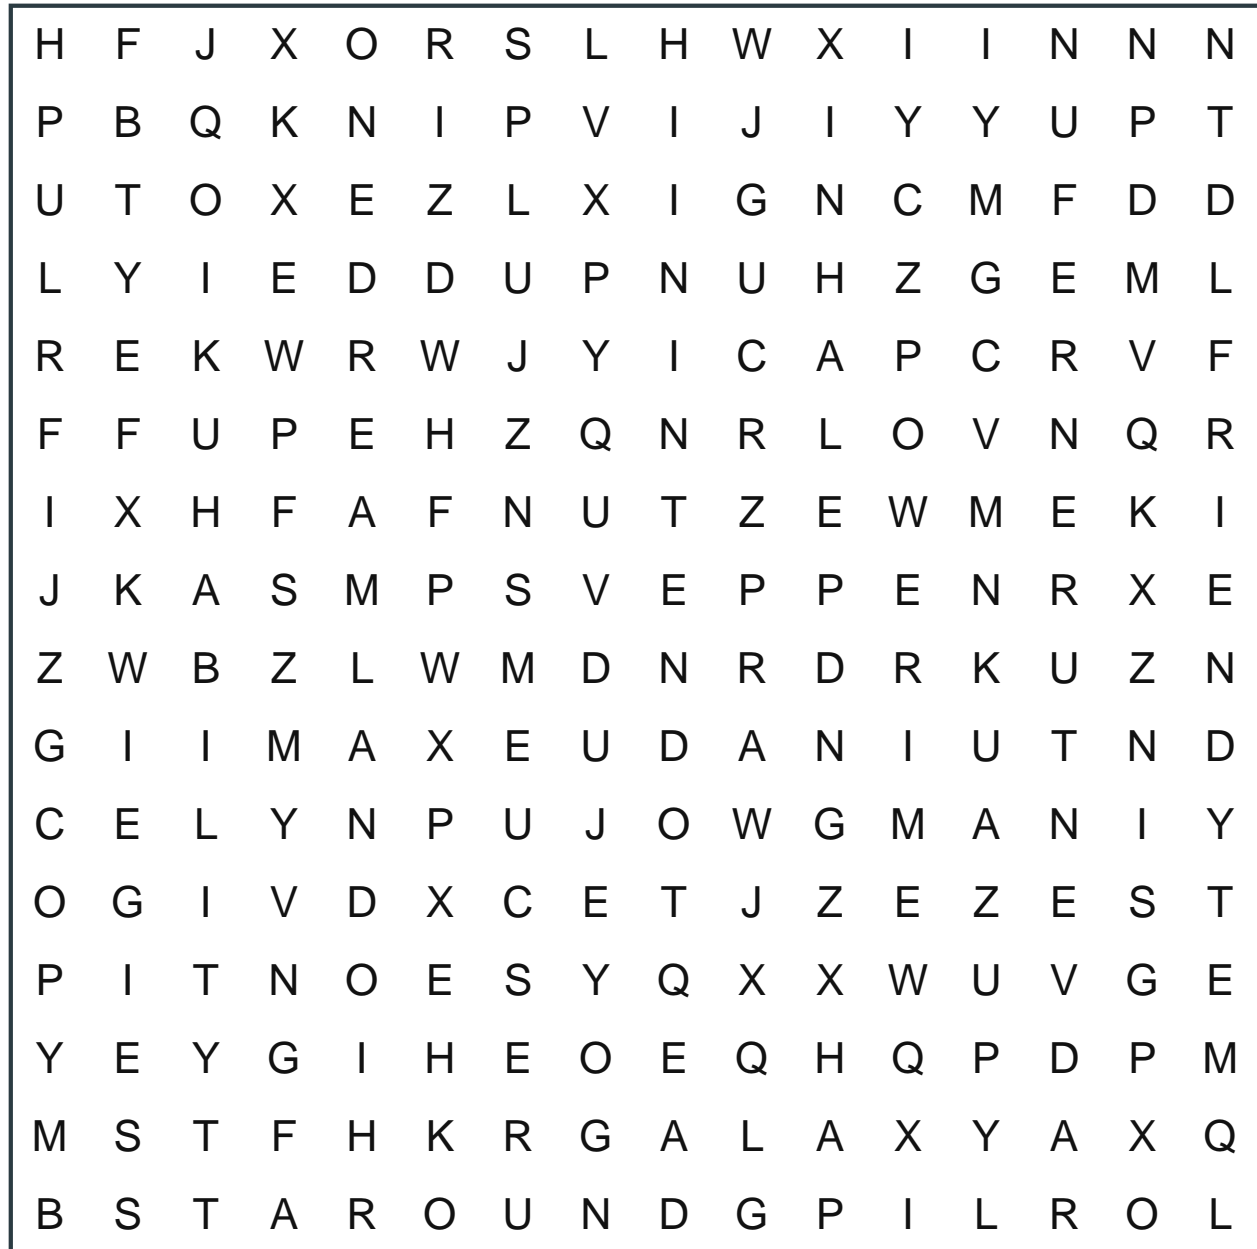 H F J X O R S L H W X I I N N N
P B Q K N I P V I J I Y Y U P T
U T O X E Z L X I G N C M F D D
L Y I E D D U P N U H Z G E M L
R E K W R W J Y I C A P C R V F
F F U P E H Z Q N R L O V N Q R
I X H F A F N U T Z E W M E K I
J K A S M P S V E P P E N R X E
Z W B Z L W M D N R D R K U Z N
G I I M A X E U D A N I U T N D
C E L Y N P U J O W G M A N I Y
O G I V D X C E T J Z E Z E S T
P I T N O E S Y Q X X W U V G E
Y E Y G I H E O E Q H Q P D P M
M S T F H K R G A L A X Y A X Q
B S T A R O U N D G P I L R O L